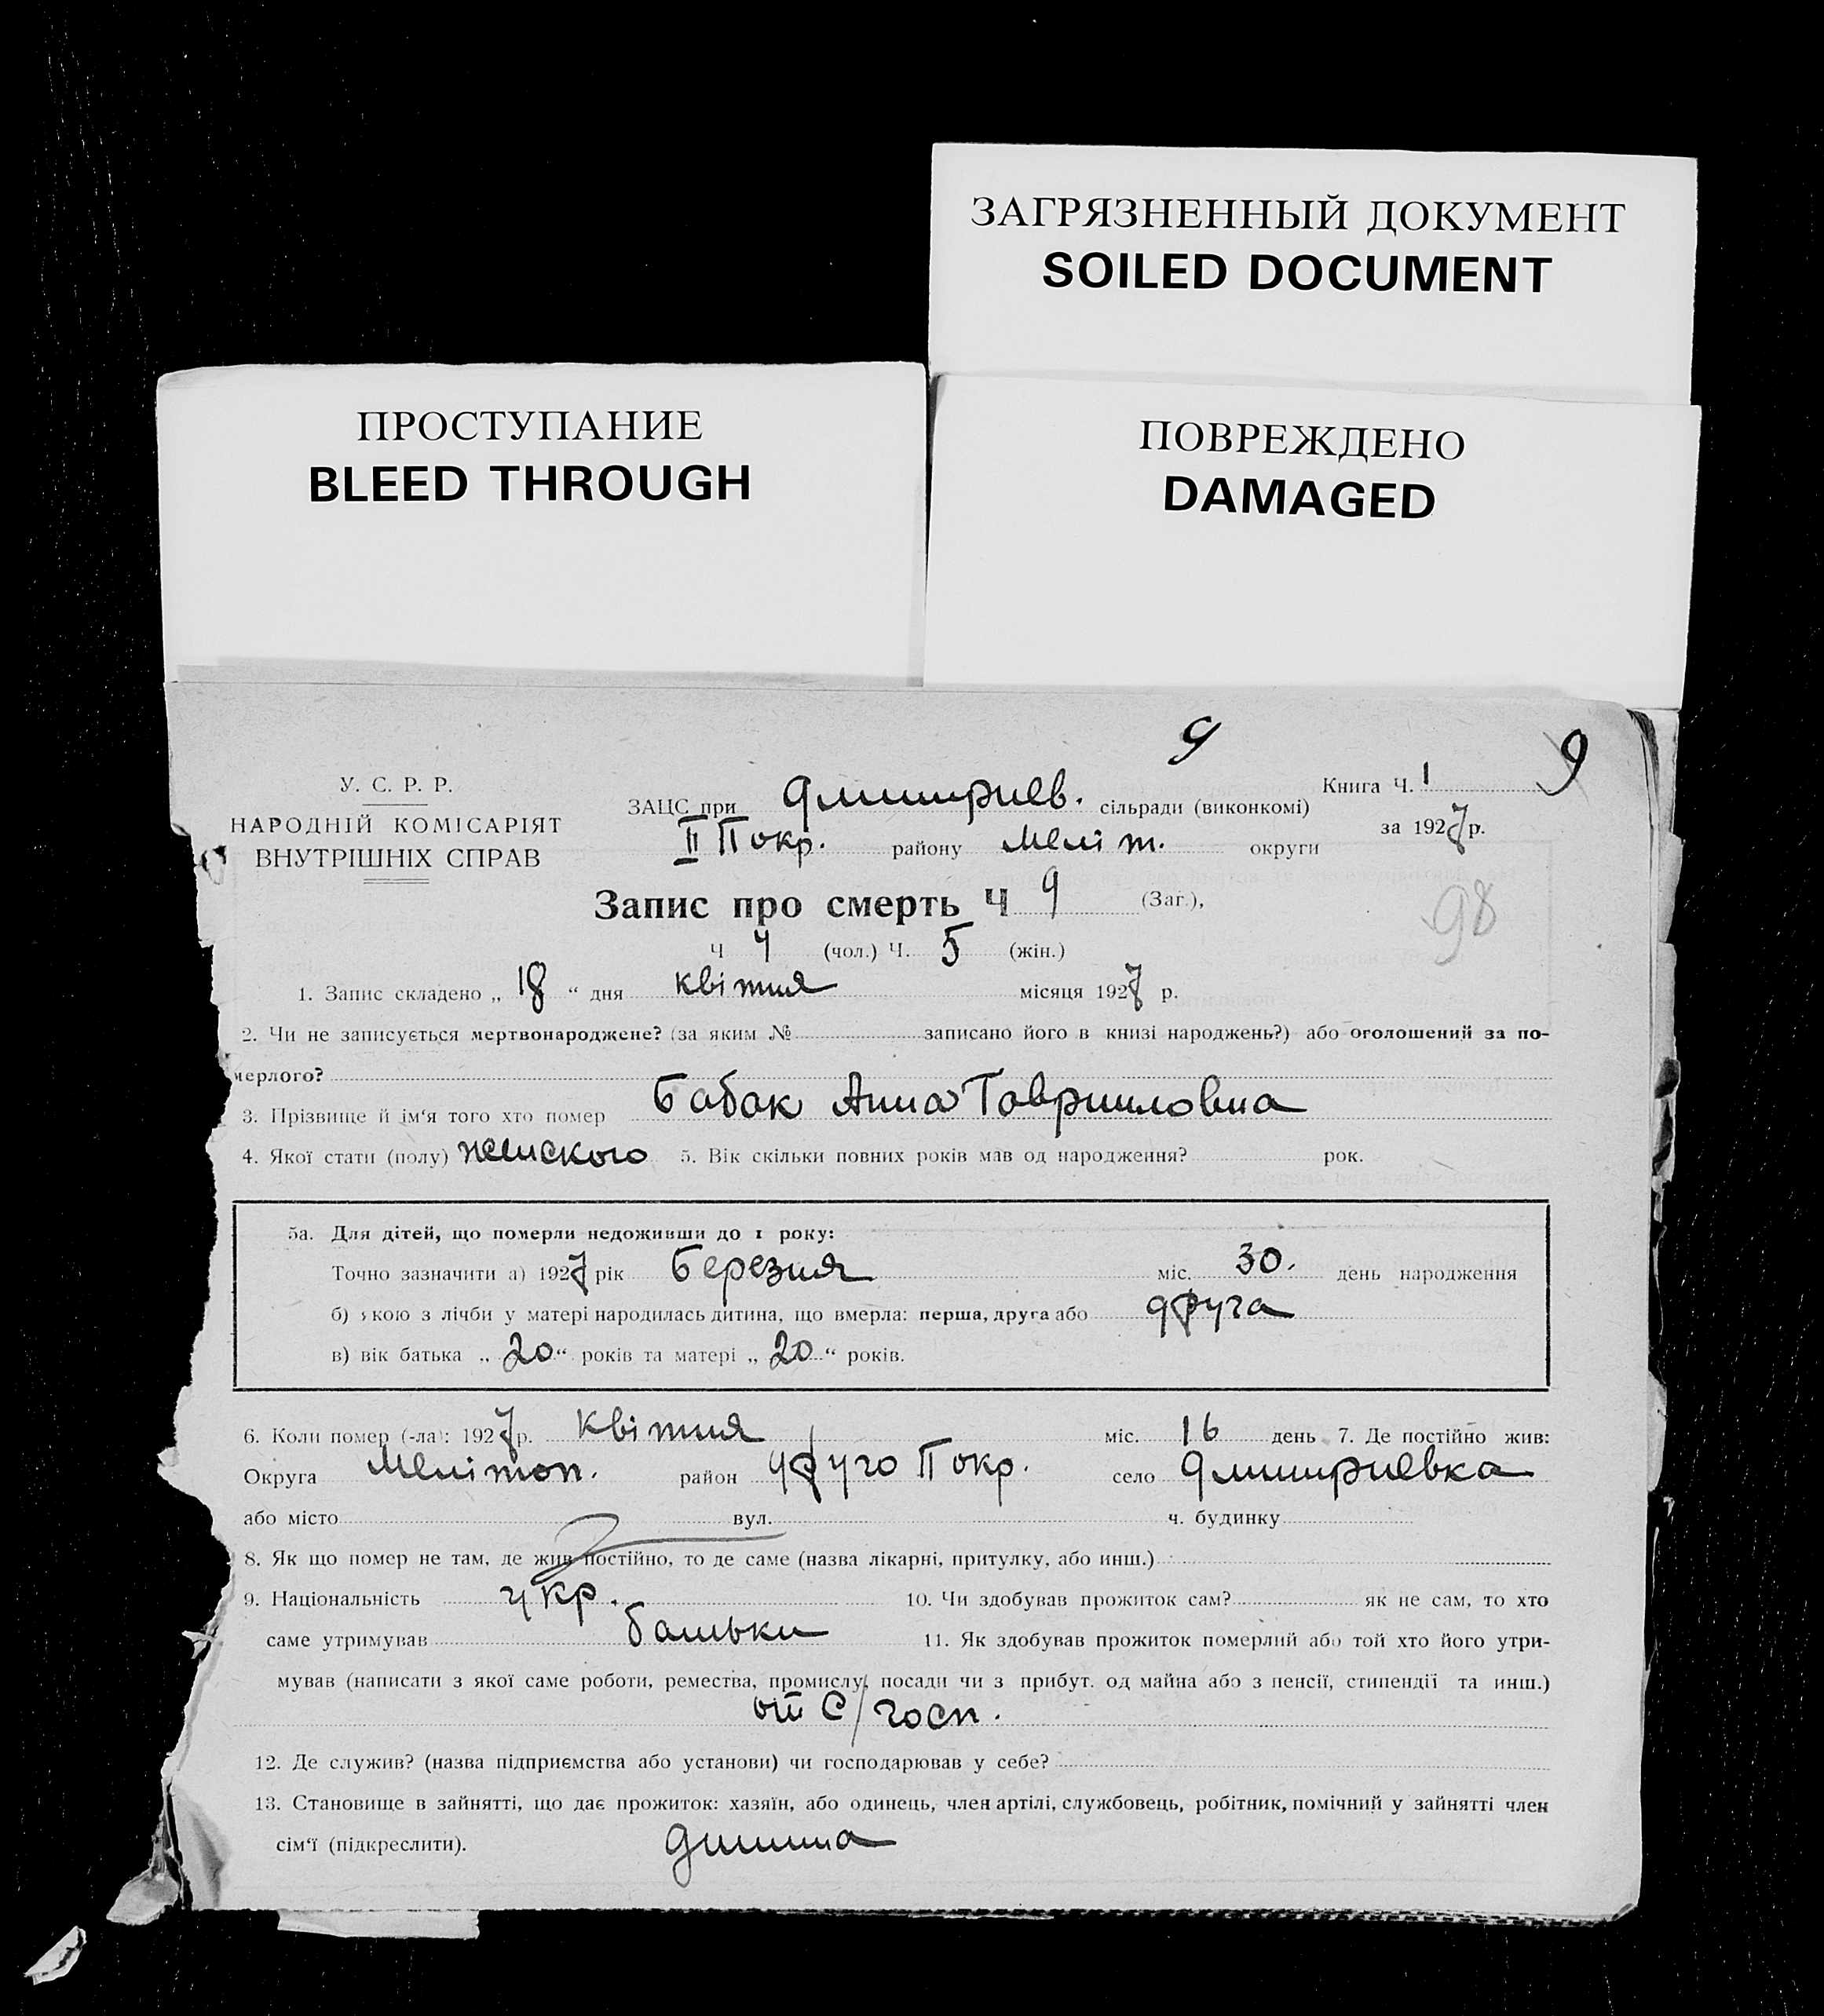 ЗАГРЯЗНЕННЫЙ ДОКУМЕНТ
SOILED DOCUMENT
ПРОСТУПАНИЕ
BLEED THROUGH
ПОВРЕЖДЕНО
DAMAGED
9
9
У. С. Р. Р.
НАРОДНІЙ КОМІСАРІЯТ
ВНУТРІШНІХ СПРАВ
Книга Ч. 1
за 1927 р.
ЗАЦС при Дмитриев. сільради (виконкомі)
II Покр. району Меліт. округи
98
Запис про смерть Ч 9 (Заг.),
Ч 4 (чол.) Ч. 5 (жін.)
1. Запис складено „ 18 “ дня квітня місяця 1927 р.
2. Чи не записується мертвонароджене? (за яким № записано його в книзі народжень?) або оголошений за по-
мерлого?
3. Прізвище й ім‘я того хто помер Бабак Анна Гаврииловна
4. Якої стати (полу) женского 5. Вік скільки повних років мав од народження? рок.
5а. Для дітей, що померли недоживши до 1 року:
Точно зазначити а) 1927 рік Березня міс. 30. день народження
б) якою з лічби у матері народилась дитина, що вмерла: перша, друга або друга
в) вік батька „ 20 “ років та матері „ 20 “ років.
6. Коли помер (-ла): 1927 р. Квітня міс. 16 день 7. Де постійно жив:
Округа Мелітоп. район друго Покр. село Дмитриевка
або місто вул. ч. будинку
8. Як що помер не там, де жив постійно, то де саме (назва лікарні, притулку, або инш.)
9. Національність укр. 10. Чи здобував прожиток сам? як не сам, то хто
саме утримував батьки 11. Як здобував прожиток померлий або той хто його утри-
мував (написати з якої саме роботи, ремества, промислу, посади чи з прибут. од майна або з пенсії, стипендії та инш.)
от С/госп.
12. Де служив? (назва підприємства або установи) чи господарював у себе?
13. Становище в зайнятті, що дає прожиток: хазяїн, або одинець, член артілі, службовець, робітник, помічний у зайнятті член
сім‘ї (підкреслити). дитина